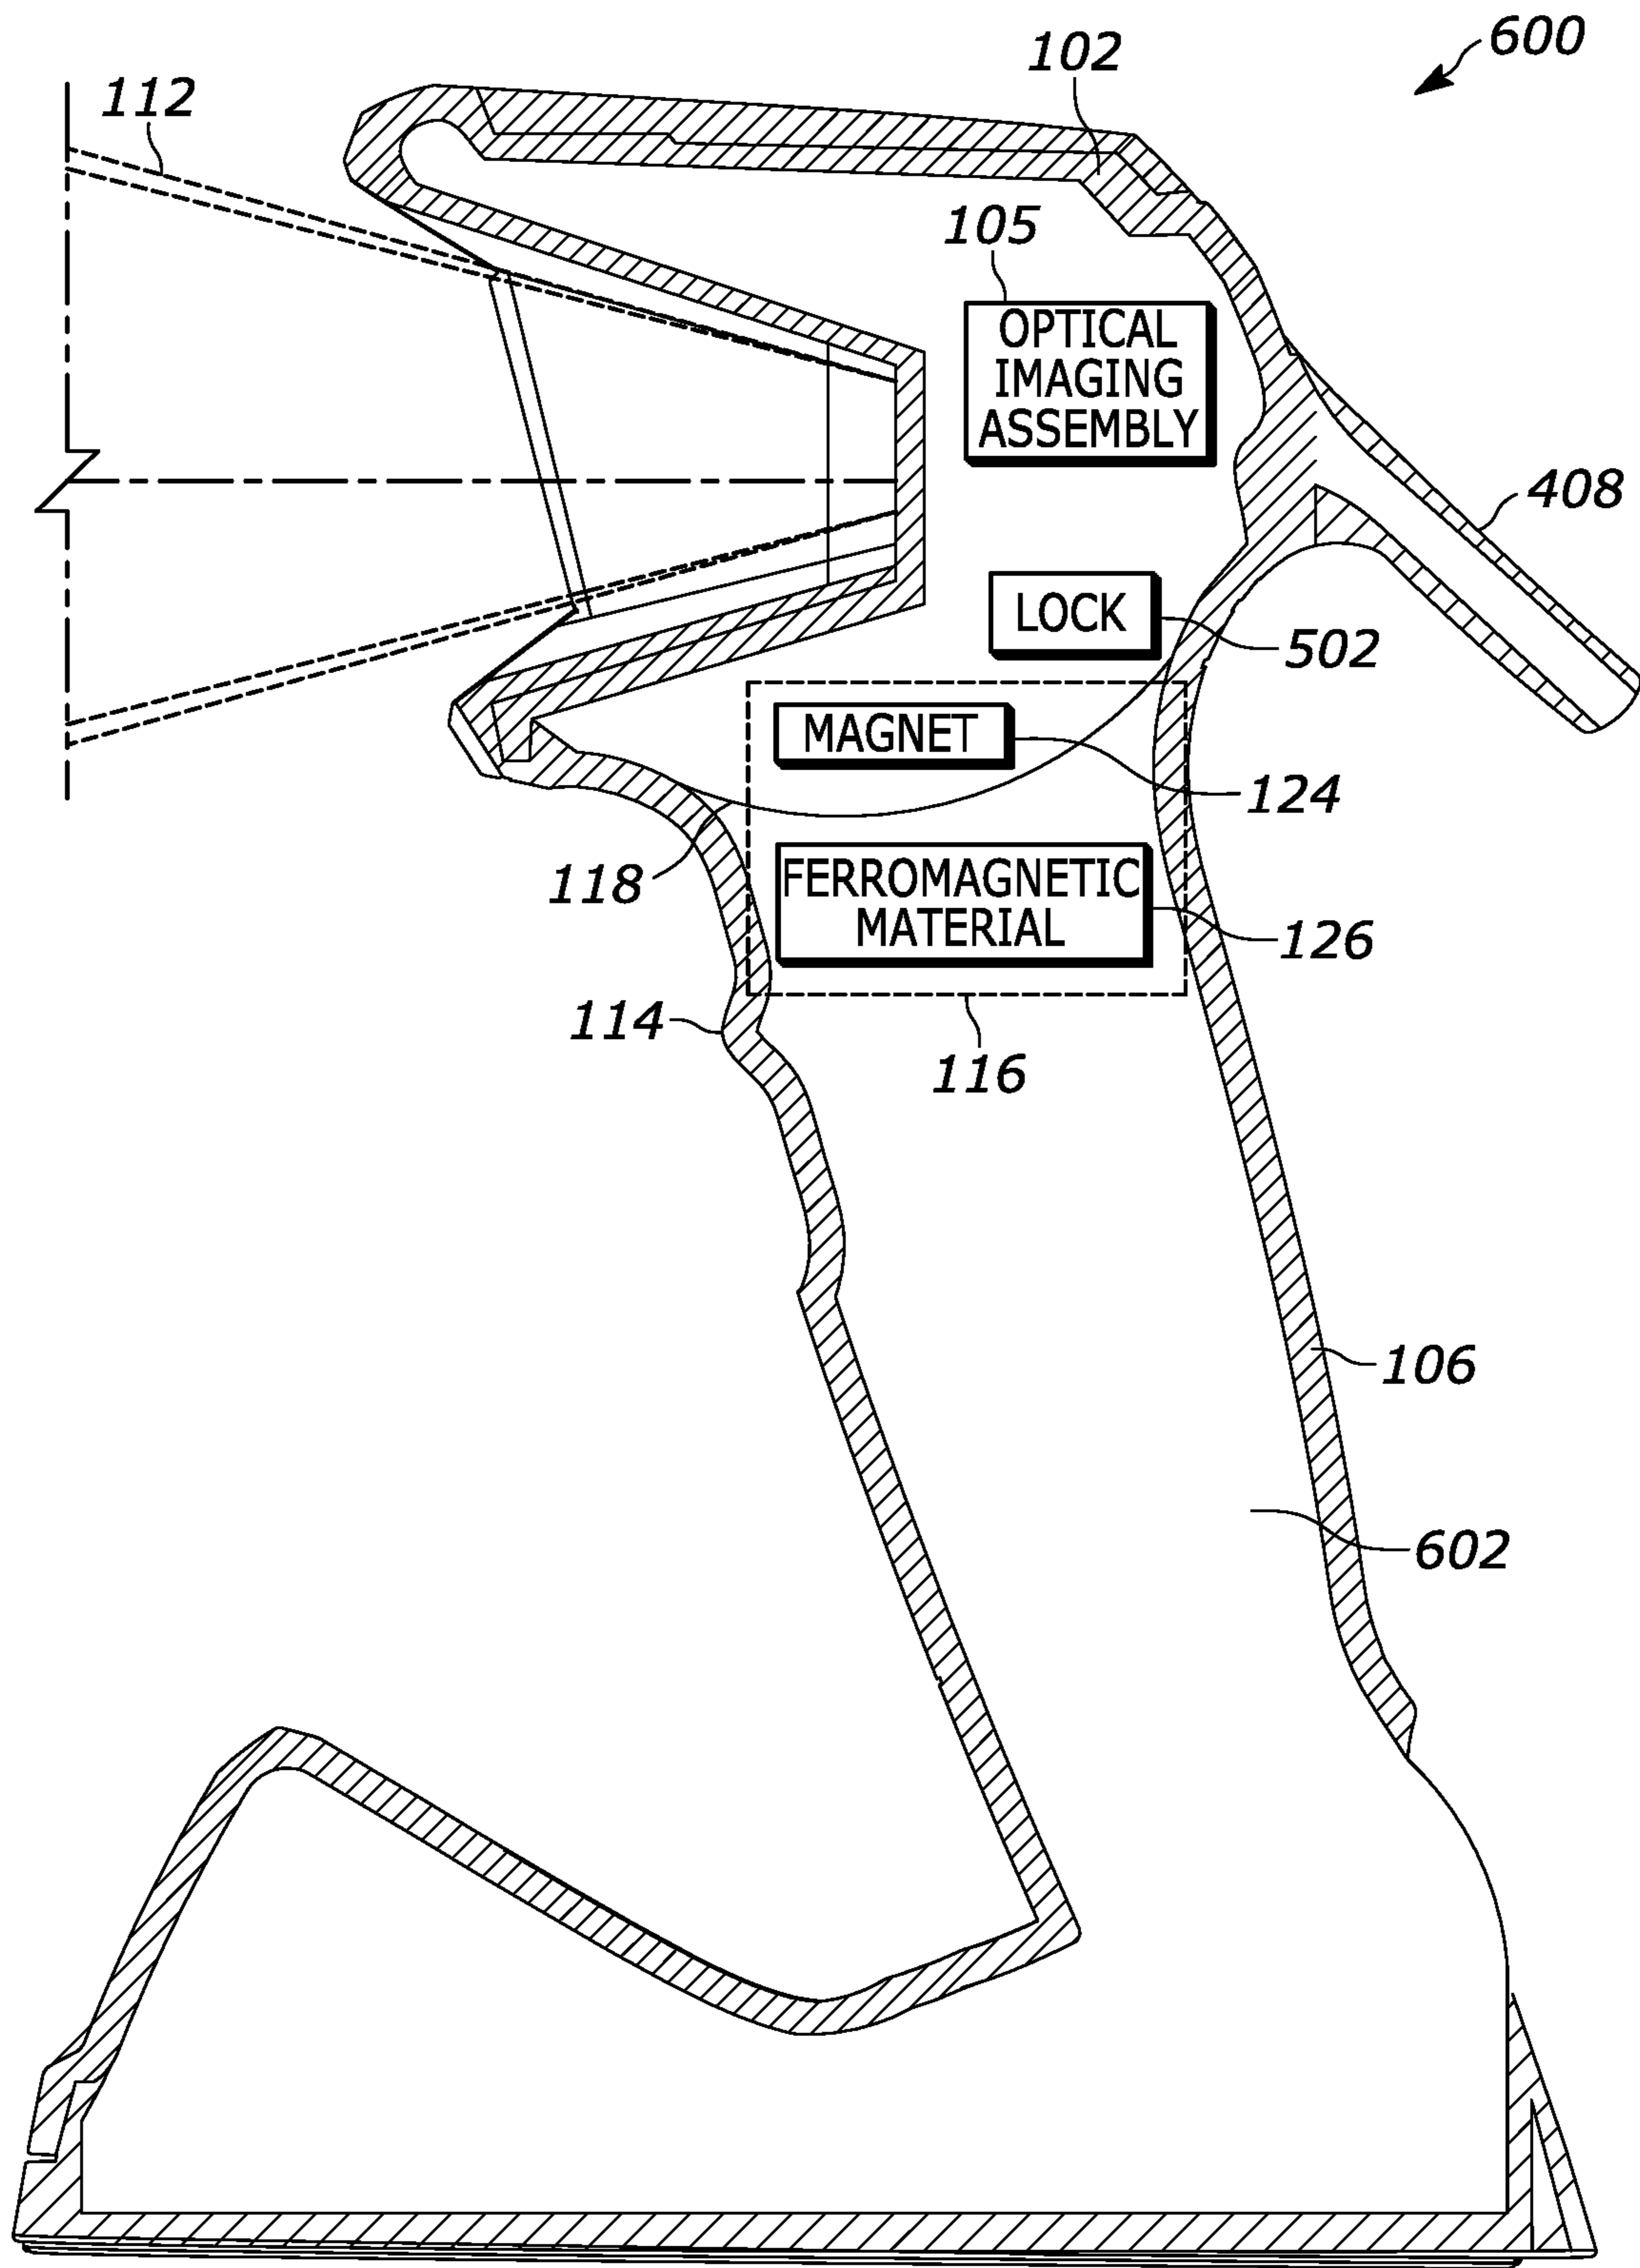 600
102
112
105
OPTICAL
IMAGING
ASSEMBLY
408
LOCK
502
MAGNET
124
118
FERROMAGNETIC
MATERIAL
126
114
116
106
602